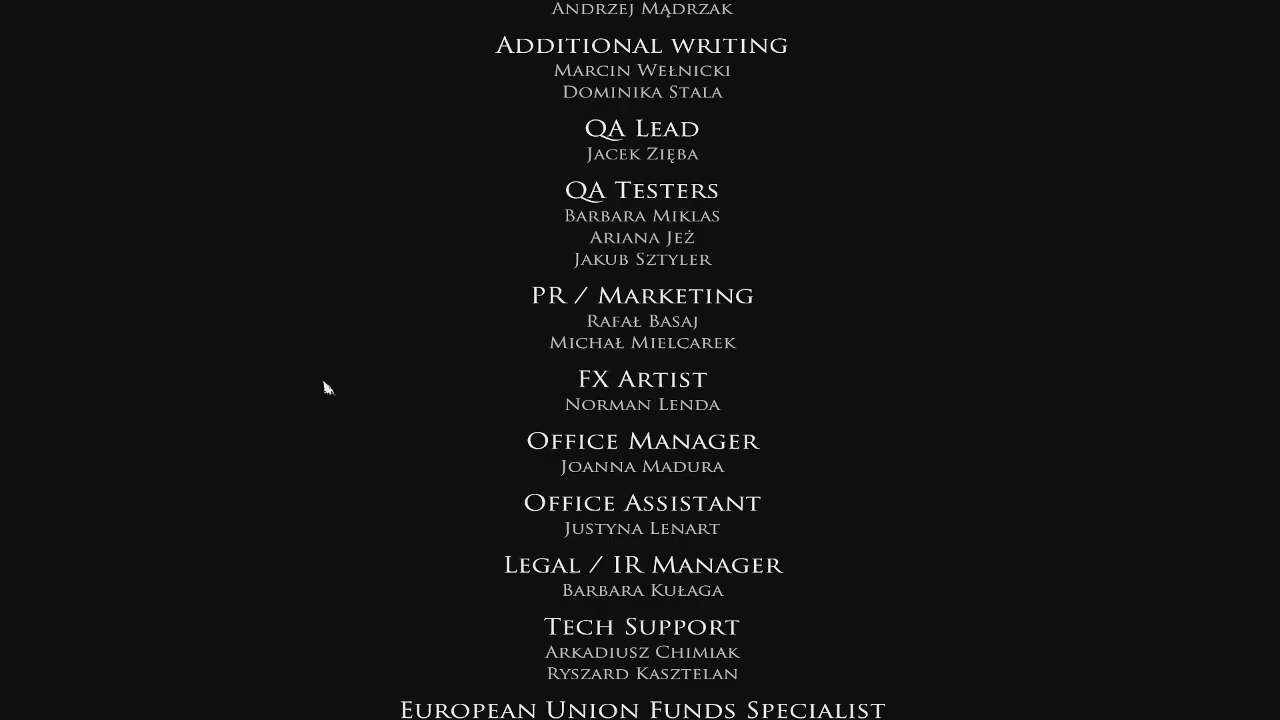 Andrzej Mądrzak
Additional writing
Marcin Wełnicki
Dominika Stala
QA Lead
Jacek Zięba
QA Testers
Barbara Miklas
Ariana Jeż
Jakub Sztyler
PR / Marketing
Rafał Basaj
Michał Mielcarek
FX Artist
Norman Lenda
Office Manager
Joanna Madura
Office Assistant
Justyna Lenart
Legal / IR Manager
Barbara Kułaga
Tech Support
Arkadiusz Chimiak
Ryszard Kasztelan
European Union Funds Specialist